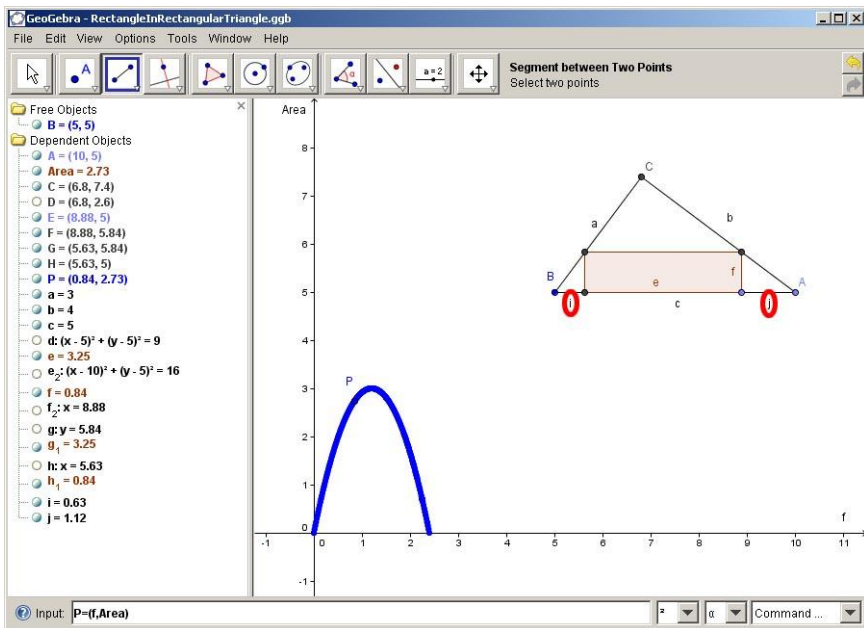 GeoGebra - RectangleInRectangularTriangle.ggb
File Edit View Options Tools Window Help
A
α
a=2
Segment between Two Points
Select two points
Free Objects
B = (5, 5)
Dependent Objects
A = (10, 5)
Area = 2.73
C = (6.8, 7.4)
D = (6.8, 2.6)
E = (8.88, 5)
F = (8.88, 5.84)
G = (5.63, 5.84)
H = (5.63, 5)
P = (0.84, 2.73)
a = 3
b = 4
c = 5
d: (x - 5)² + (y - 5)² = 9
e = 3.25
e₂: (x - 10)² + (y - 5)² = 16
f = 0.84
f₂: x = 8.88
g: y = 5.84
g₁ = 3.25
h: x = 5.63
h₁ = 0.84
i = 0.63
j = 1.12
Area
8
7
6
5
4
3
2
1
0
-1
C
a
b
B
f
e
A
i
c
j
P
f
-1 0 1 2 3 4 5 6 7 8 9 10 11
Input: P=(f,Area)
² α Command ...